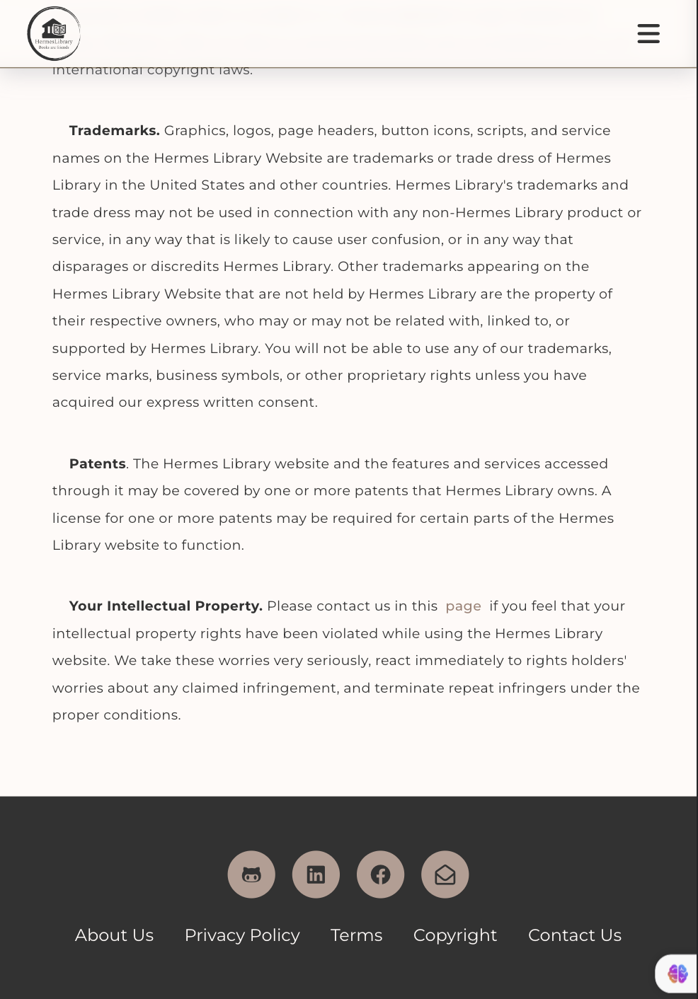 HermesLibrary
Books are friends
international copyright laws.
Trademarks. Graphics, logos, page headers, button icons, scripts, and service
names on the Hermes Library Website are trademarks or trade dress of Hermes
Library in the United States and other countries. Hermes Library's trademarks and
trade dress may not be used in connection with any non-Hermes Library product or
service, in any way that is likely to cause user confusion, or in any way that
disparages or discredits Hermes Library. Other trademarks appearing on the
Hermes Library Website that are not held by Hermes Library are the property of
their respective owners, who may or may not be related with, linked to, or
supported by Hermes Library. You will not be able to use any of our trademarks,
service marks, business symbols, or other proprietary rights unless you have
acquired our express written consent.
Patents. The Hermes Library website and the features and services accessed
through it may be covered by one or more patents that Hermes Library owns. A
license for one or more patents may be required for certain parts of the Hermes
Library website to function.
Your Intellectual Property. Please contact us in this page if you feel that your
intellectual property rights have been violated while using the Hermes Library
website. We take these worries very seriously, react immediately to rights holders'
worries about any claimed infringement, and terminate repeat infringers under the
proper conditions.
About Us Privacy Policy Terms Copyright Contact Us